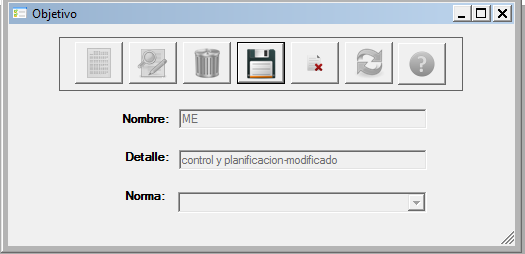 Objetivo
Nombre: ME
Detalle: control y planificacion-modificado
Norma: